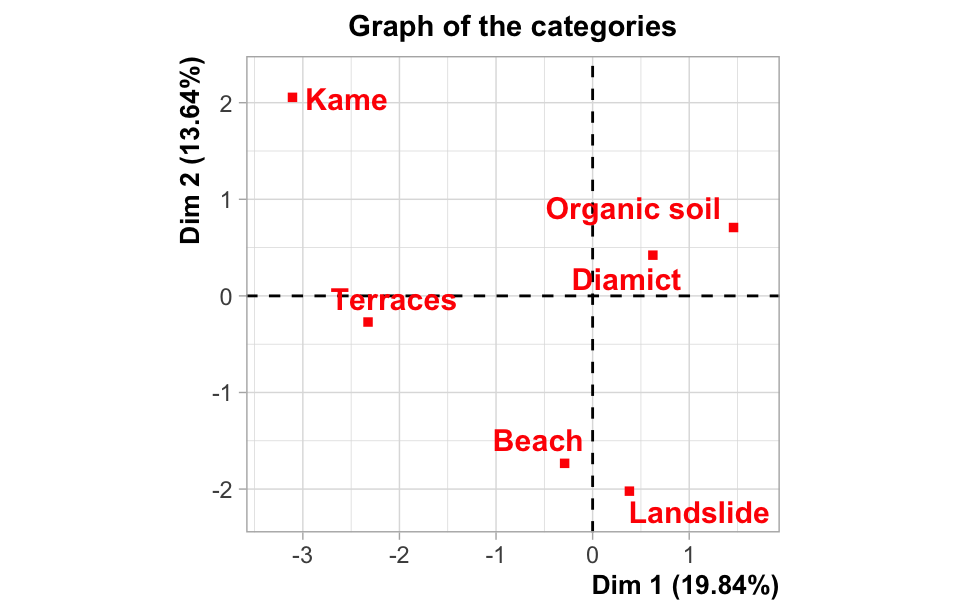 Graph of the categories
Dim 2 (13.64%)
2
1
0
-1
-2
Kame
Organic soil
Diamict
Terraces
Beach
Landslide
-3
-2
-1
0
1
Dim 1 (19.84%)